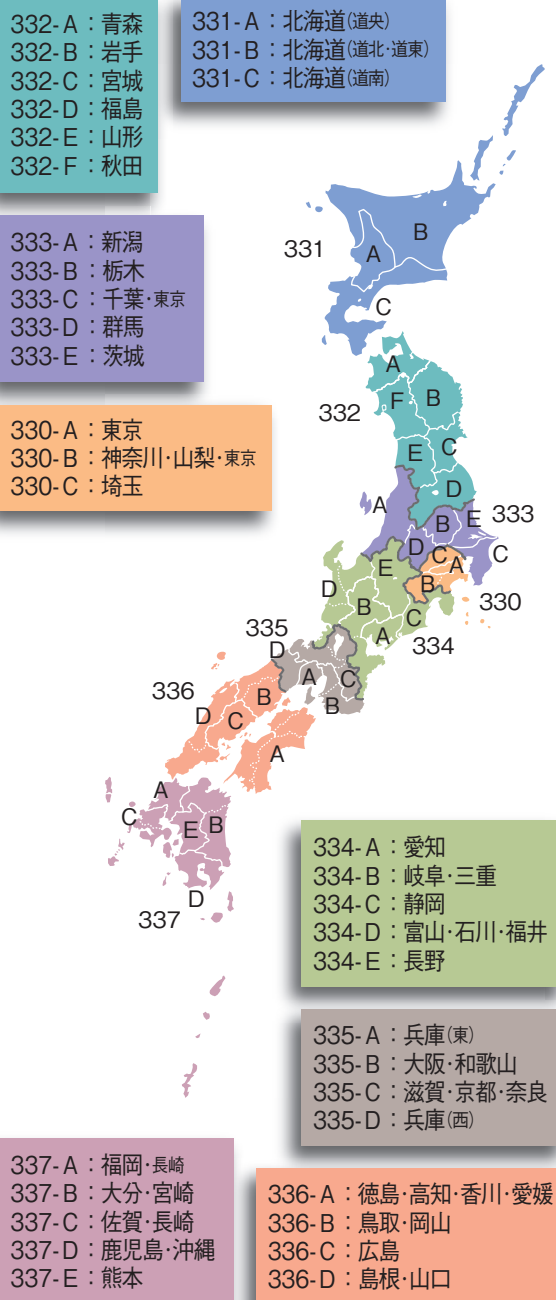 332-A：青森
332-B：岩手
332-C：宮城
332-D：福島
332-E：山形
332-F：秋田
331-A：北海道(道央)
331-B：北海道(道北・道東)
331-C：北海道(道南)
333-A：新潟
333-B：栃木
333-C：千葉・東京
333-D：群馬
333-E：茨城
330-A：東京
330-B：神奈川・山梨・東京
330-C：埼玉
331
B
A
C
332
A
B
F
E
C
D
333
A
B
E
D
C
330
C
A
B
334
E
D
B
C
A
335
D
A
C
B
336
B
D
C
A
337
A
C
E
B
D
334-A：愛知
334-B：岐阜・三重
334-C：静岡
334-D：富山・石川・福井
334-E：長野
335-A：兵庫(東)
335-B：大阪・和歌山
335-C：滋賀・京都・奈良
335-D：兵庫(西)
337-A：福岡・長崎
337-B：大分・宮崎
337-C：佐賀・長崎
337-D：鹿児島・沖縄
337-E：熊本
336-A：徳島・高知・香川・愛媛
336-B：鳥取・岡山
336-C：広島
336-D：島根・山口